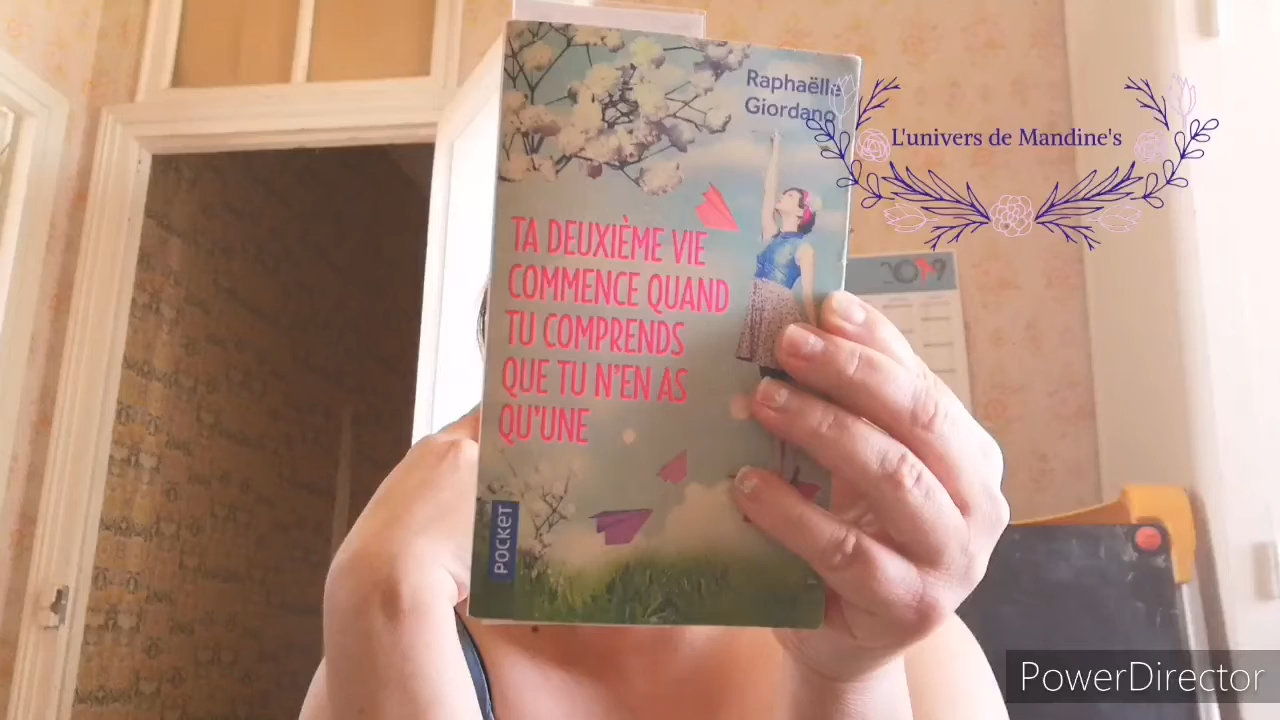 Raphaëlle
Giordano
L'univers de Mandine's
TA DEUXIÈME VIE
COMMENCE QUAND
TU COMPRENDS
QUE TU N'EN AS
QU'UNE
2019
POCKET
PowerDirector